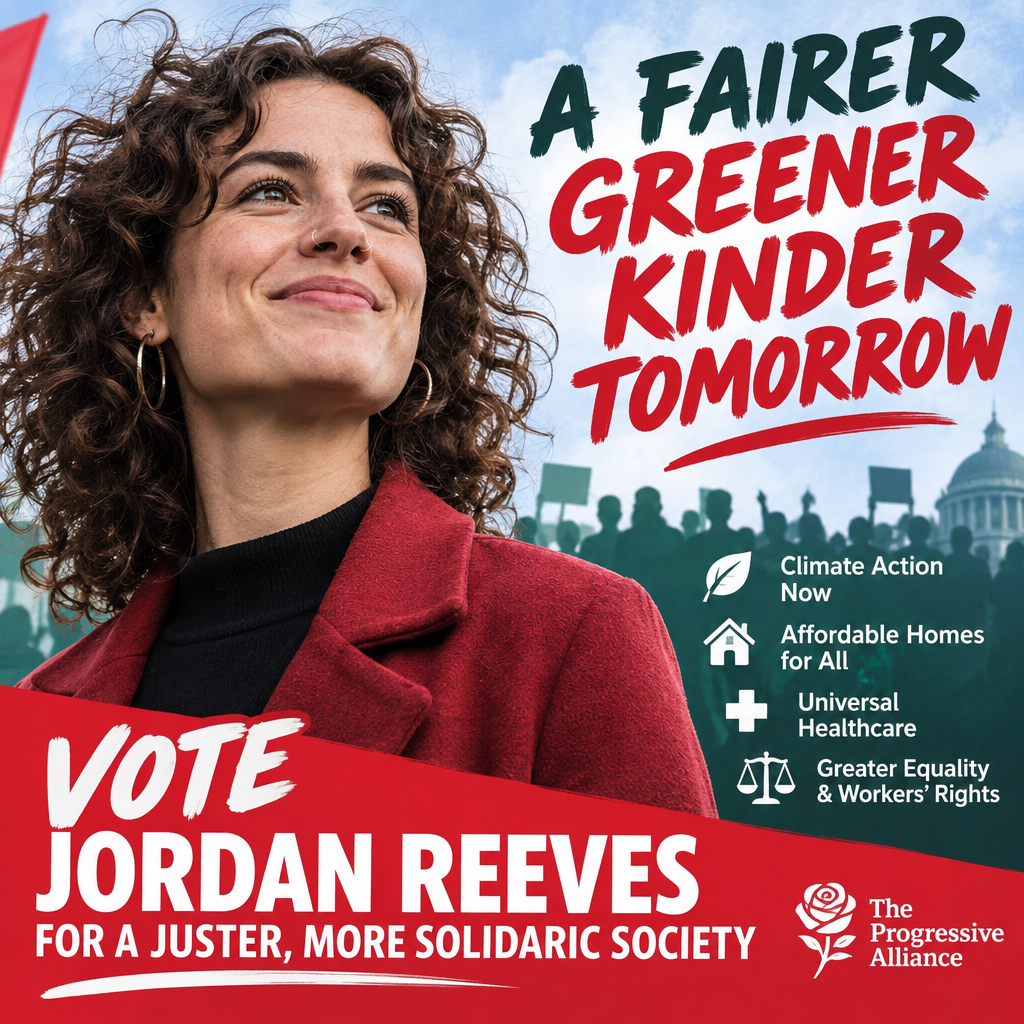 A FAIRER
GREENER
KINDER
TOMORROW
Climate Action
Now
Affordable Homes
for All
Universal
Healthcare
Greater Equality
& Workers' Rights
VOTE
JORDAN REEVES
FOR A JUSTER, MORE SOLIDARIC SOCIETY
The
Progressive
Alliance